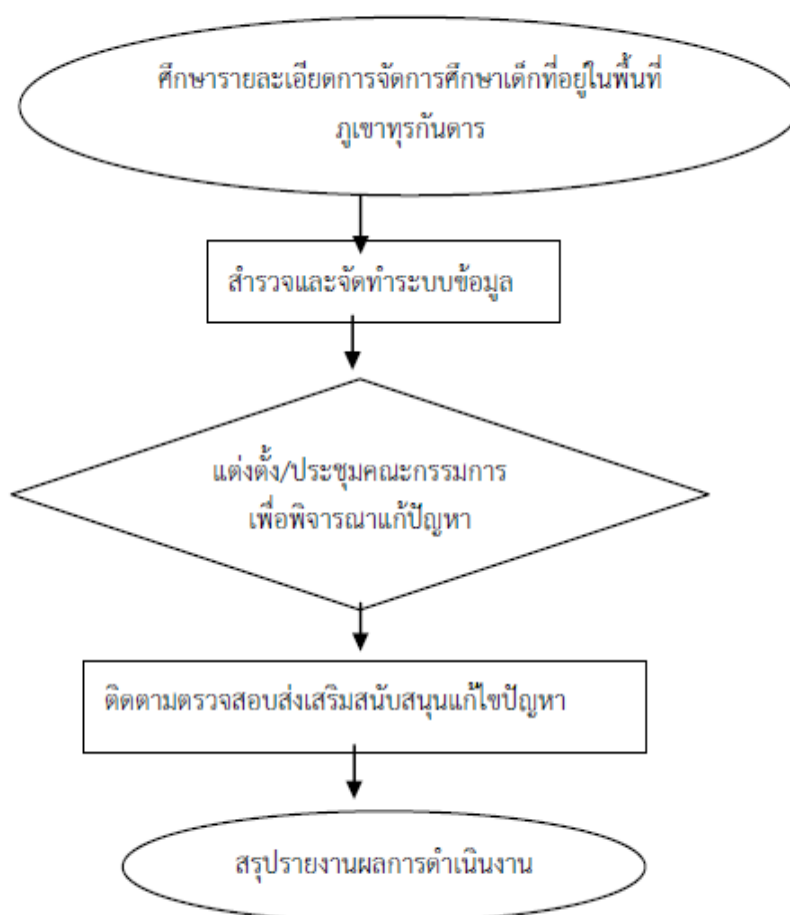 ศึกษารายละเอียดการจัดการศึกษาเด็กที่อยู่ในพื้นที่
ภูเขาทุรกันดาร
สำรวจและจัดทำระบบข้อมูล
แต่งตั้ง/ประชุมคณะกรรมการ
เพื่อพิจารณาแก้ปัญหา
ติดตามตรวจสอบส่งเสริมสนับสนุนแก้ไขปัญหา
สรุปรายงานผลการดำเนินงาน